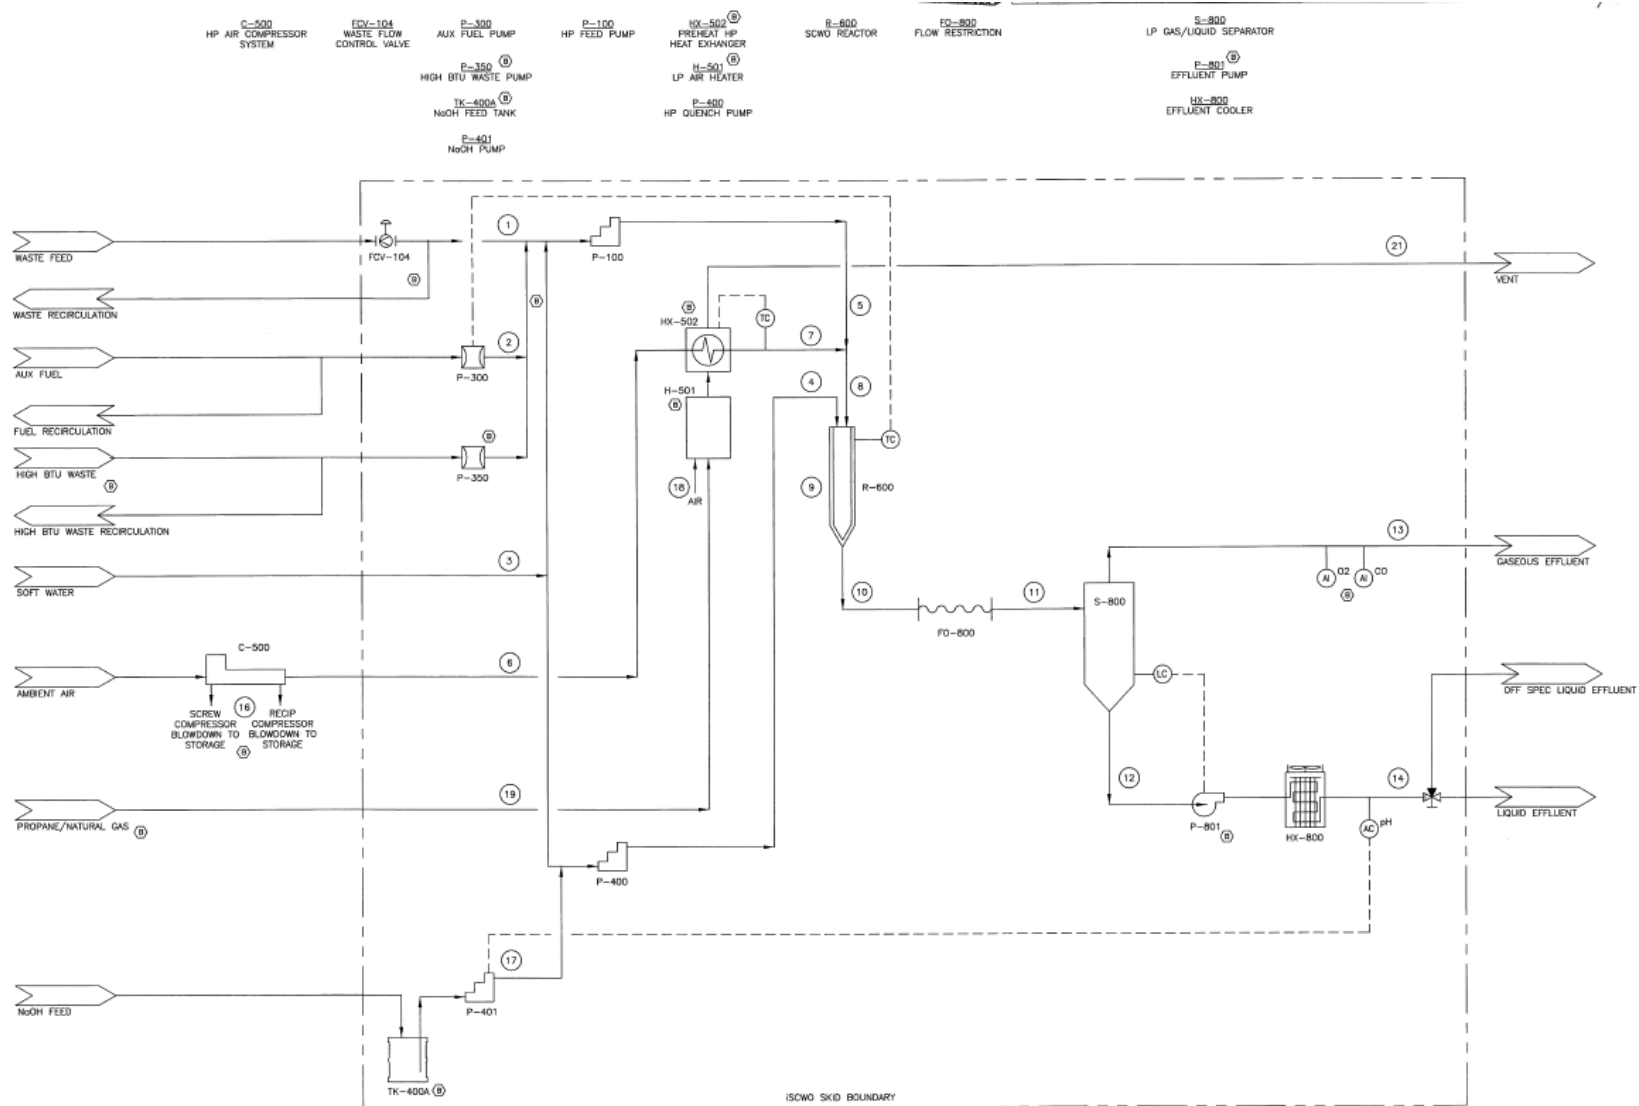 C-500
HP AIR COMPRESSOR
SYSTEM
FCV-104
WASTE FLOW
CONTROL VALVE
P-300
AUX FUEL PUMP
P-350 B
HIGH BTU WASTE PUMP
TK-400A B
NaOH FEED TANK
P-401
NaOH PUMP
P-100
HP FEED PUMP
HX-502 B
PREHEAT HP
HEAT EXHANGER
H-501 B
LP AIR HEATER
P-400
HP QUENCH PUMP
R-600
SCWO REACTOR
FO-800
FLOW RESTRICTION
S-800
LP GAS/LIQUID SEPARATOR
P-801 B
EFFLUENT PUMP
HX-800
EFFLUENT COOLER
WASTE FEED
FCV-104
1
P-100
21
VENT
B
WASTE RECIRCULATION
B
B
HX-502
TC
5
7
AUX FUEL
2
P-300
4
8
H-501
B
FUEL RECIRCULATION
TC
HIGH BTU WASTE
B
B
P-350
18
AIR
9
R-600
HIGH BTU WASTE RECIRCULATION
13
GASEOUS EFFLUENT
3
SOFT WATER
AI
O2
AI
CO
B
10
11
FO-800
S-800
C-500
6
AMBIENT AIR
16
SCREW
COMPRESSOR
BLOWDOWN TO
STORAGE
RECIP
COMPRESSOR
BLOWDOWN TO
STORAGE
B
LC
OFF SPEC LIQUID EFFLUENT
19
PROPANE/NATURAL GAS B
12
P-801
B
HX-800
14
AC
pH
LIQUID EFFLUENT
P-400
17
NaOH FEED
P-401
TK-400A B
iSCWO SKID BOUNDARY